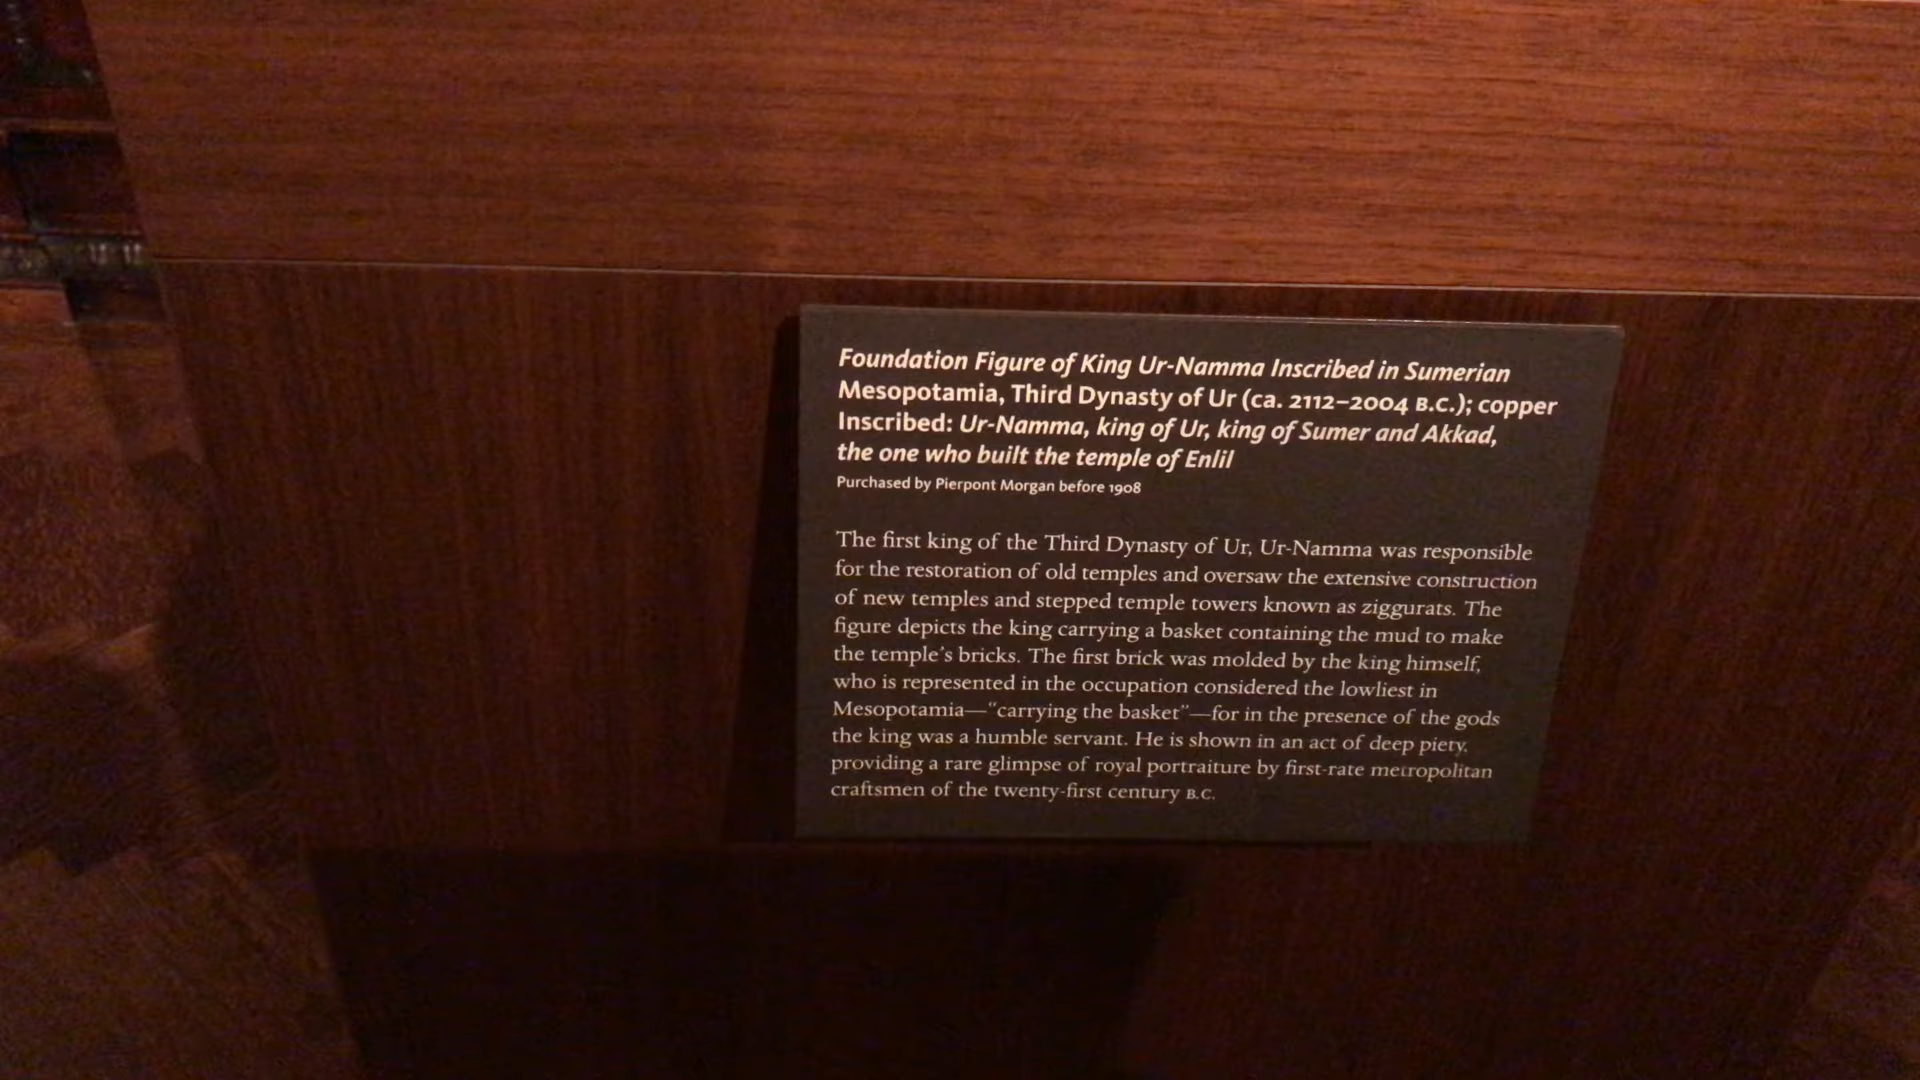 Foundation Figure of King Ur-Namma Inscribed in Sumerian
Mesopotamia, Third Dynasty of Ur (ca. 2112–2004 B.C.); copper
Inscribed: Ur-Namma, king of Ur, king of Sumer and Akkad,
the one who built the temple of Enlil
Purchased by Pierpont Morgan before 1908
The first king of the Third Dynasty of Ur, Ur-Namma was responsible
for the restoration of old temples and oversaw the extensive construction
of new temples and stepped temple towers known as ziggurats. The
figure depicts the king carrying a basket containing the mud to make
the temple's bricks. The first brick was molded by the king himself,
who is represented in the occupation considered the lowliest in
Mesopotamia—"carrying the basket"—for in the presence of the gods
the king was a humble servant. He is shown in an act of deep piety,
providing a rare glimpse of royal portraiture by first-rate metropolitan
craftsmen of the twenty-first century B.C.